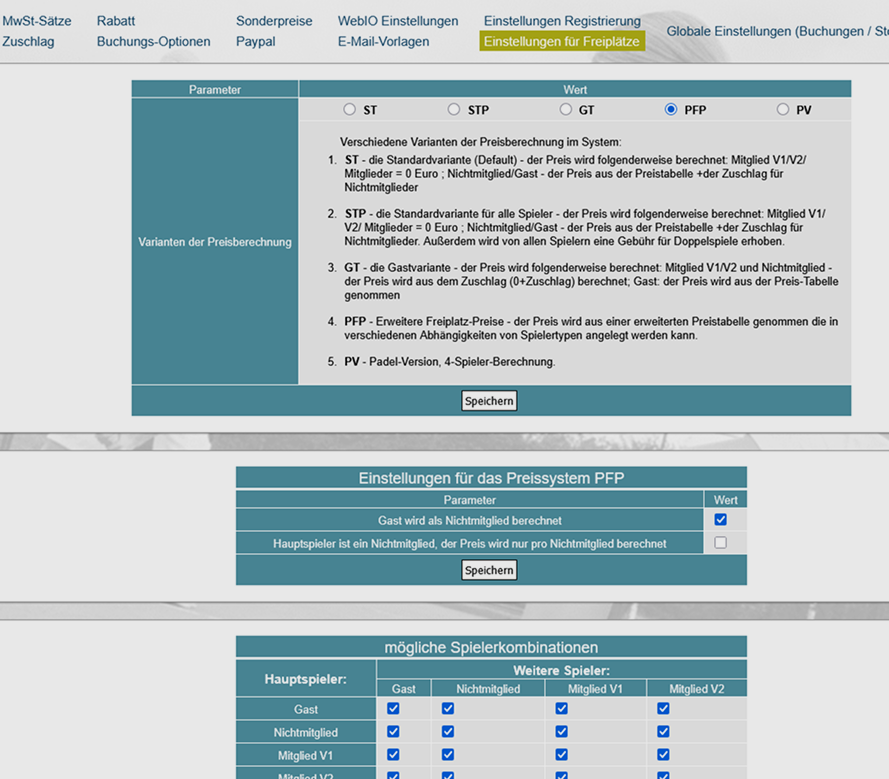 MwSt-Sätze Rabatt Sonderpreise WebIO Einstellungen Einstellungen Registrierung
Zuschlag Buchungs-Optionen Paypal E-Mail-Vorlagen Einstellungen für Freiplätze Globale Einstellungen (Buchungen /
Parameter Wert
ST STP GT PFP PV
Varianten der Preisberechnung
Verschiedene Varianten der Preisberechnung im System:
1. ST - die Standardvariante (Default) - der Preis wird folgenderweise berechnet: Mitglied V1/V2/
Mitglieder = 0 Euro ; Nichtmitglied/Gast - der Preis aus der Preistabelle +der Zuschlag für
Nichtmitglieder
2. STP - die Standardvariante für alle Spieler - der Preis wird folgenderweise berechnet: Mitglied V1/
V2/ Mitglieder = 0 Euro ; Nichtmitglied/Gast - der Preis aus der Preistabelle +der Zuschlag für
Nichtmitglieder. Außerdem wird von allen Spielern eine Gebühr für Doppelspiele erhoben.
3. GT - die Gastvariante - der Preis wird folgenderweise berechnet: Mitglied V1/V2 und Nichtmitglied -
der Preis wird aus dem Zuschlag (0+Zuschlag) berechnet; Gast: der Preis wird aus der Preis-Tabelle
genommen
4. PFP - Erweitere Freiplatz-Preise - der Preis wird aus einer erweiterten Preistabelle genommen die in
verschiedenen Abhängigkeiten von Spielertypen angelegt werden kann.
5. PV - Padel-Version, 4-Spieler-Berechnung.
Speichern
Einstellungen für das Preissystem PFP
Parameter Wert
Gast wird als Nichtmitglied berechnet
Hauptspieler ist ein Nichtmitglied, der Preis wird nur pro Nichtmitglied berechnet
Speichern
mögliche Spielerkombinationen
Hauptspieler: Weitere Spieler:
Gast Nichtmitglied Mitglied V1 Mitglied V2
Gast
Nichtmitglied
Mitglied V1
Mitglied V2